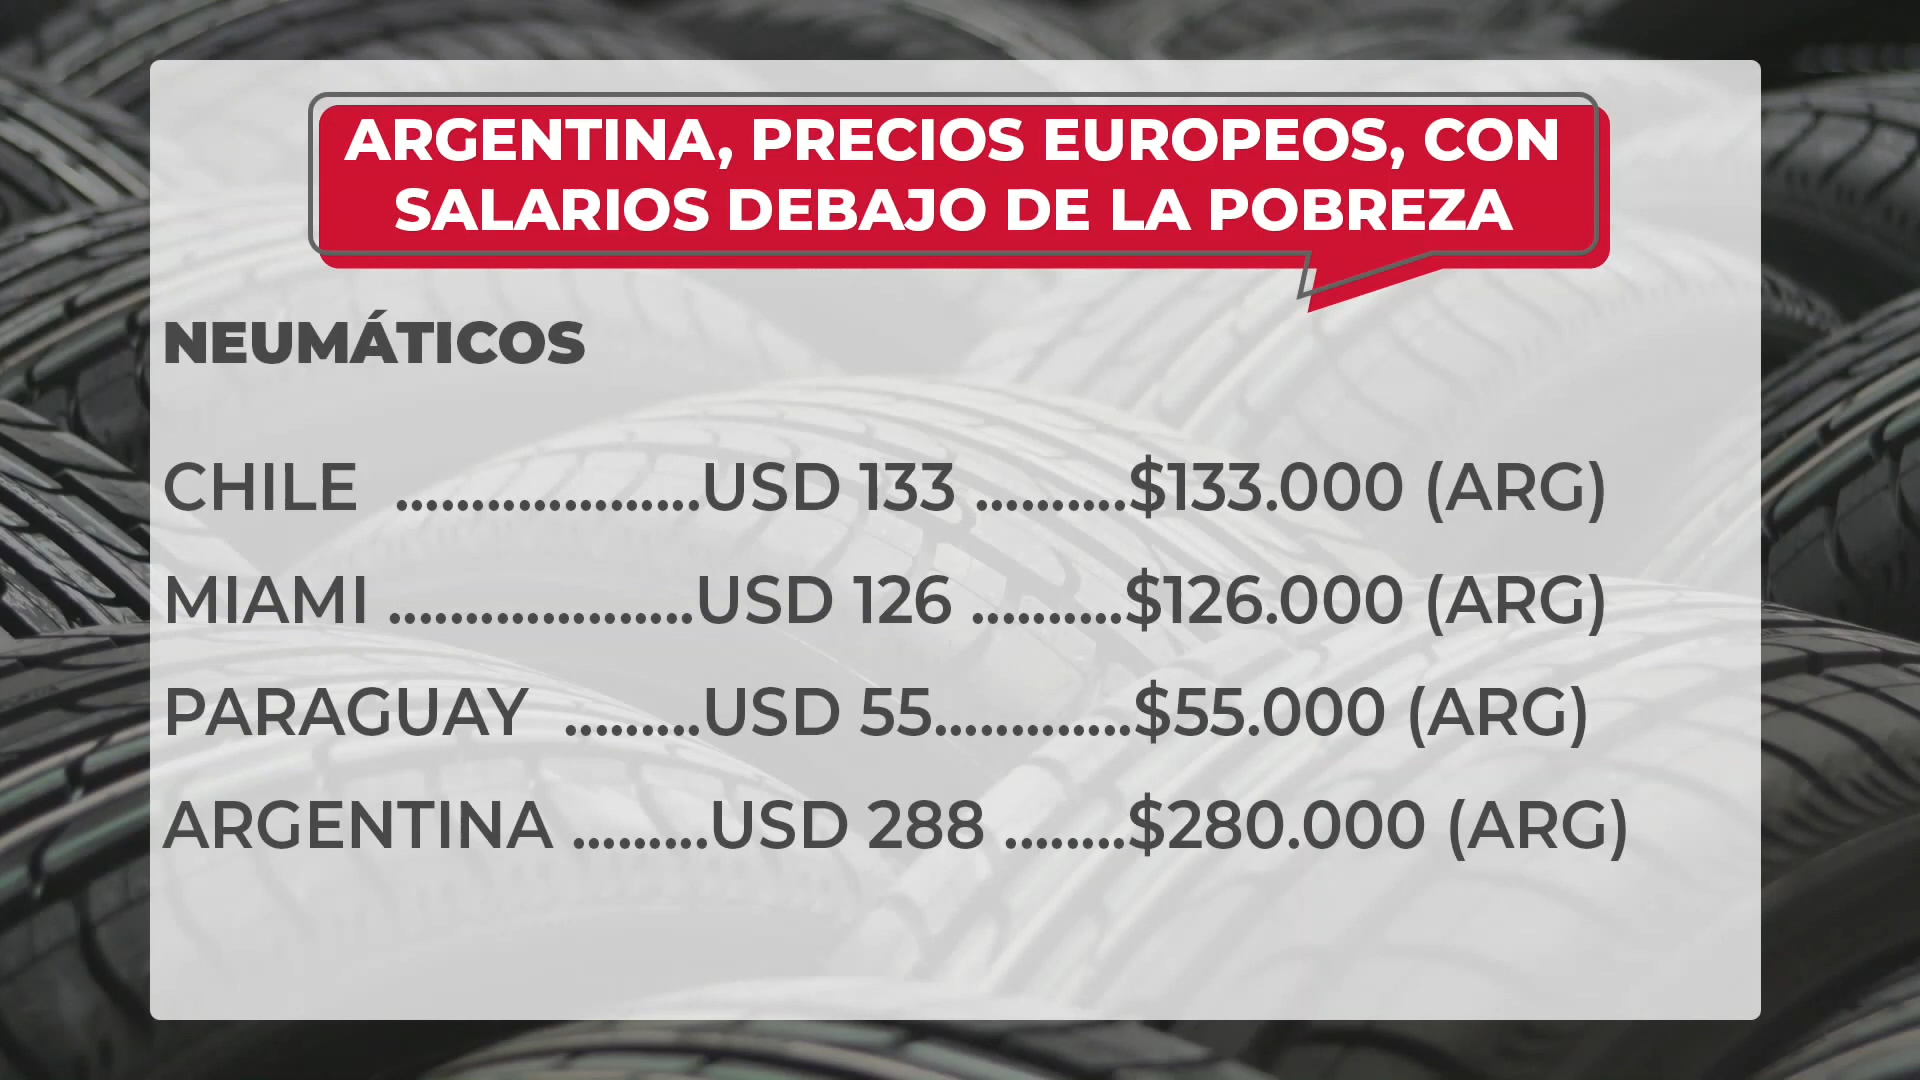 ARGENTINA, PRECIOS EUROPEOS, CON
SALARIOS DEBAJO DE LA POBREZA
NEUMÁTICOS
CHILE ....................USD 133 ..........$133.000 (ARG)
MIAMI ....................USD 126 ..........$126.000 (ARG)
PARAGUAY .........USD 55.............$55.000 (ARG)
ARGENTINA .........USD 288 ........$280.000 (ARG)